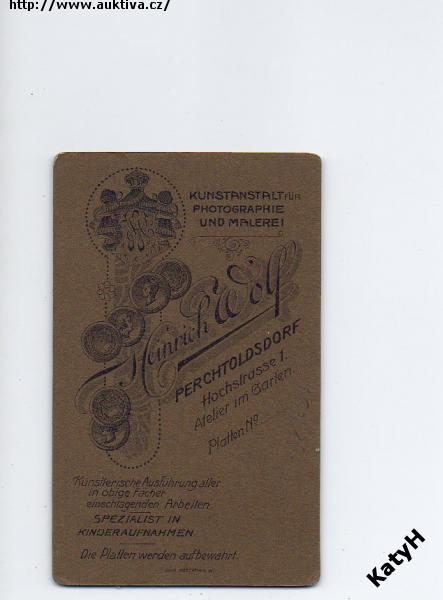 http://www.auktiva.cz/
KUNSTANSTALT FÜR
PHOTOGRAPHIE
UND MALEREI
Heinrich Wolf
PERCHTOLDSDORF
Hochstrasse 1.
Atelier im Garten.
Platten No
Künstlerische Ausführung aller
in obige Fächer
einschlagenden Arbeiten
SPEZIALIST IN
KINDERAUFNAHMEN
Die Platten werden aufbewahrt.
KatyH